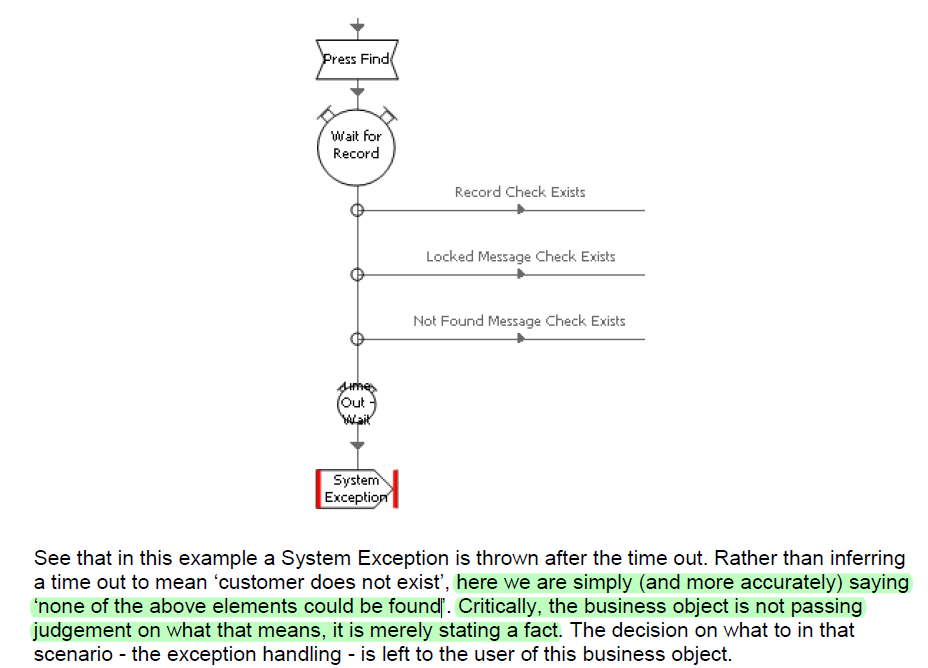 Press Find
Wait for
Record
Record Check Exists
Locked Message Check Exists
Not Found Message Check Exists
Time
Out -
Wait
System
Exception
See that in this example a System Exception is thrown after the time out. Rather than inferring
a time out to mean ‘customer does not exist’, here we are simply (and more accurately) saying
‘none of the above elements could be found’. Critically, the business object is not passing
judgement on what that means, it is merely stating a fact. The decision on what to in that
scenario - the exception handling - is left to the user of this business object.